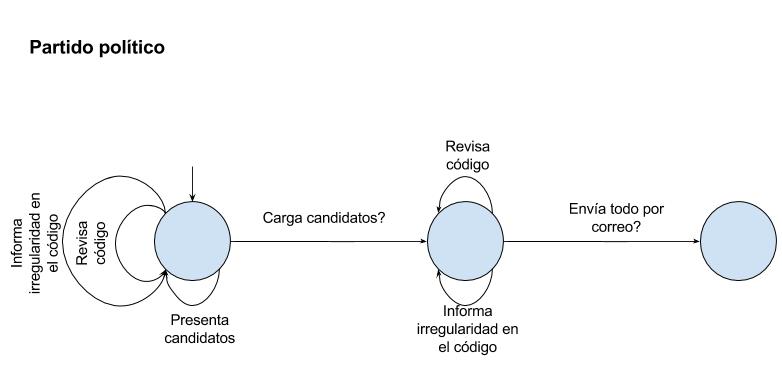 Partido político
Revisa
código
Informa
irregularidad en
el código
Revisa
código
Carga candidatos?
Envía todo por
correo?
Presenta
candidatos
Informa
irregularidad en
el código